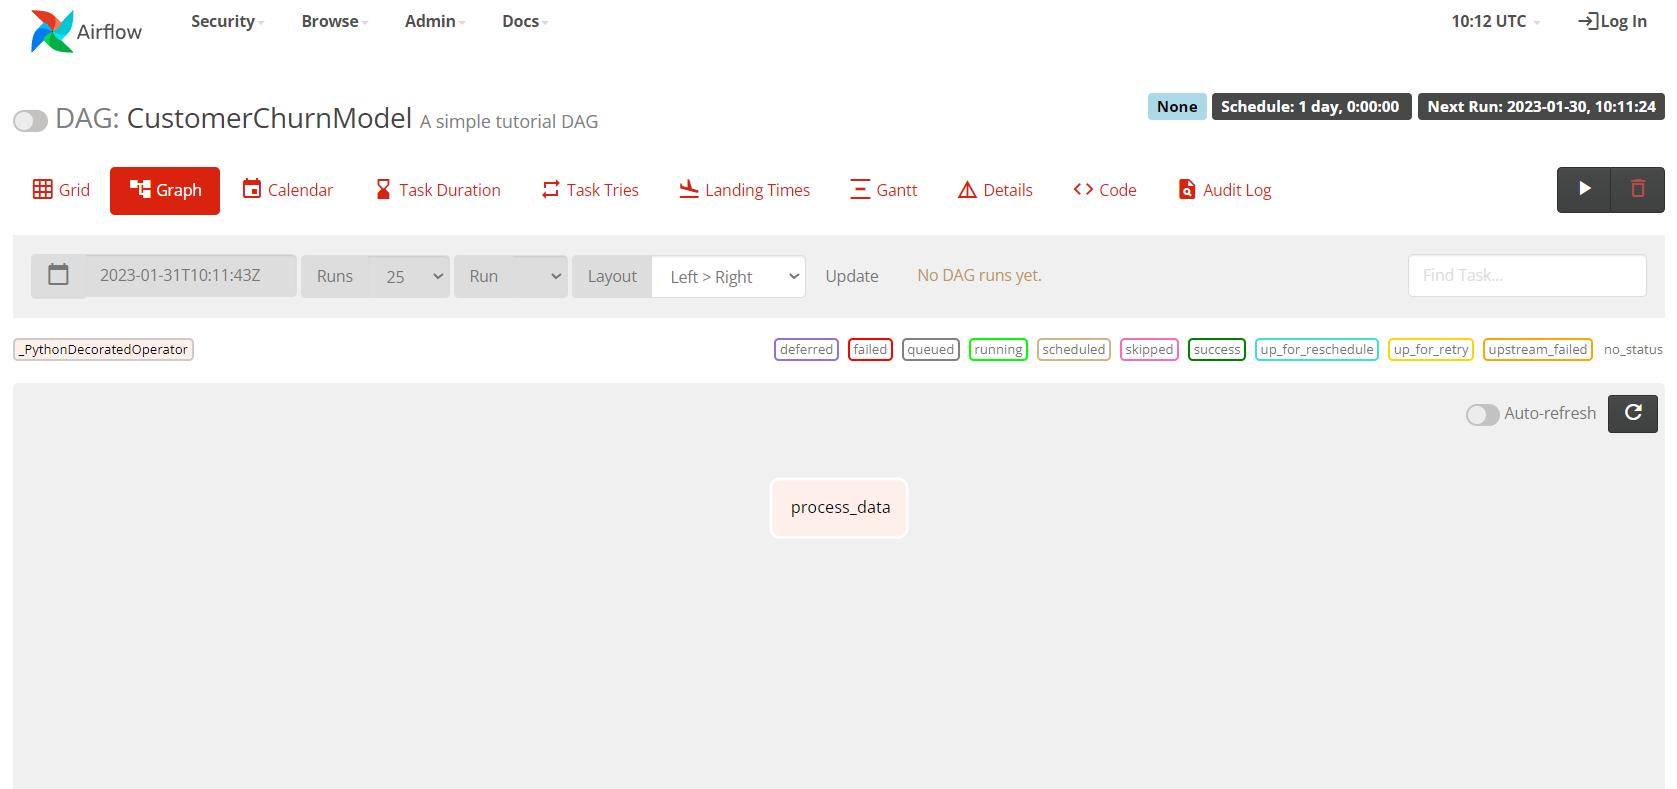 Airflow Security Browse Admin Docs 10:12 UTC Log In
DAG: CustomerChurnModel A simple tutorial DAG None Schedule: 1 day, 0:00:00 Next Run: 2023-01-30, 10:11:24
Grid Graph Calendar Task Duration Task Tries Landing Times Gantt Details Code Audit Log
2023-01-31T10:11:43Z Runs 25 Run Layout Left > Right Update No DAG runs yet. Find Task...
_PythonDecoratedOperator deferred failed queued running scheduled skipped success up_for_reschedule up_for_retry upstream_failed no_status
Auto-refresh
process_data